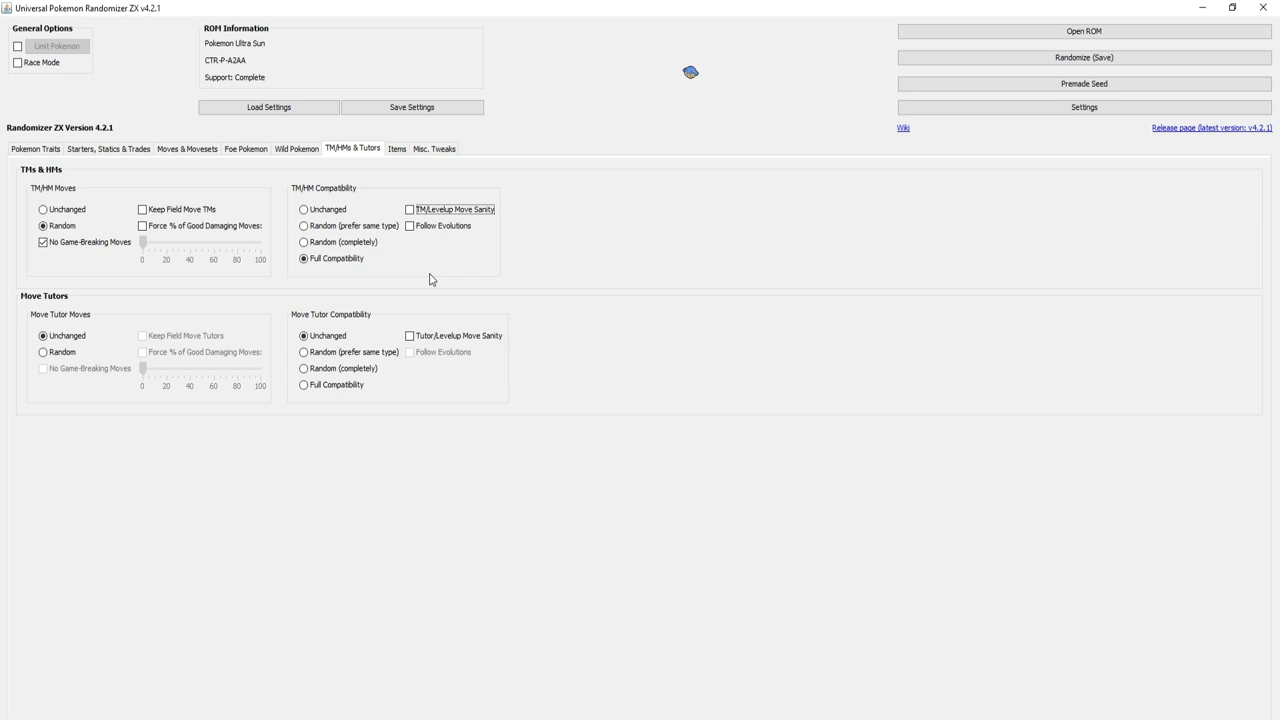 Universal Pokemon Randomizer ZX v4.2.1
General Options
Limit Pokemon
Race Mode
ROM Information
Pokemon Ultra Sun
CTR-P-A2AA
Support: Complete
Load Settings
Save Settings
Open ROM
Randomize (Save)
Premade Seed
Settings
Randomizer ZX Version 4.2.1
Wiki
Release page (latest version: v4.2.1)
Pokemon Traits
Starters, Statics & Trades
Moves & Movesets
Foe Pokemon
Wild Pokemon
TM/HMs & Tutors
Items
Misc. Tweaks
TMs & HMs
TM/HM Moves
Unchanged
Keep Field Move TMs
Random
Force % of Good Damaging Moves:
No Game-Breaking Moves
0 20 40 60 80 100
TM/HM Compatibility
Unchanged
TM/Levelup Move Sanity
Random (prefer same type)
Follow Evolutions
Random (completely)
Full Compatibility
Move Tutors
Move Tutor Moves
Unchanged
Keep Field Move Tutors
Random
Force % of Good Damaging Moves:
No Game-Breaking Moves
0 20 40 60 80 100
Move Tutor Compatibility
Unchanged
Tutor/Levelup Move Sanity
Random (prefer same type)
Follow Evolutions
Random (completely)
Full Compatibility